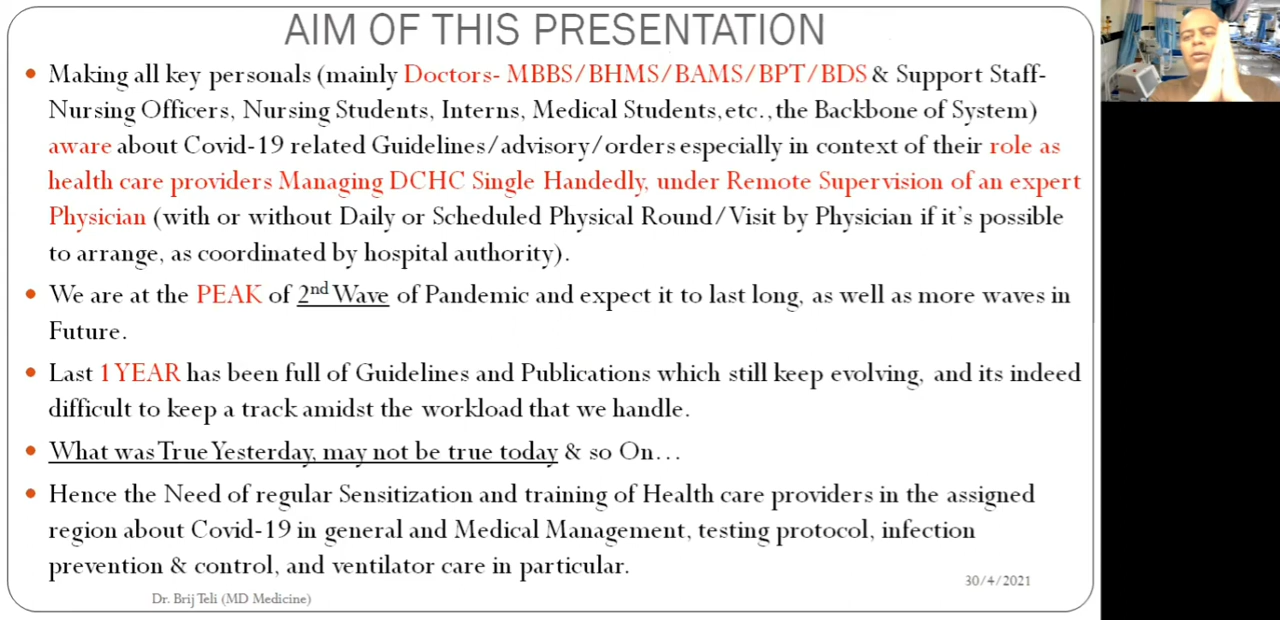 AIM OF THIS PRESENTATION
• Making all key personals (mainly Doctors- MBBS/BHMS/BAMS/BPT/BDS & Support Staff-
Nursing Officers, Nursing Students, Interns, Medical Students,etc.,the Backbone of System)
aware about Covid-19 related Guidelines/advisory/orders especially in context of their role as
health care providers Managing DCHC Single Handedly, under Remote Supervision of an expert
Physician (with or without Daily or Scheduled Physical Round/Visit by Physician if it's possible
to arrange, as coordinated by hospital authority).
• We are at the PEAK of 2nd Wave of Pandemic and expect it to last long, as well as more waves in
Future.
• Last 1 YEAR has been full of Guidelines and Publications which still keep evolving, and its indeed
difficult to keep a track amidst the workload that we handle.
• What was True Yesterday, may not be true today & so On…
• Hence the Need of regular Sensitization and training of Health care providers in the assigned
region about Covid-19 in general and Medical Management, testing protocol, infection
prevention & control, and ventilator care in particular.
30/4/2021
Dr. Brij Teli (MD Medicine)